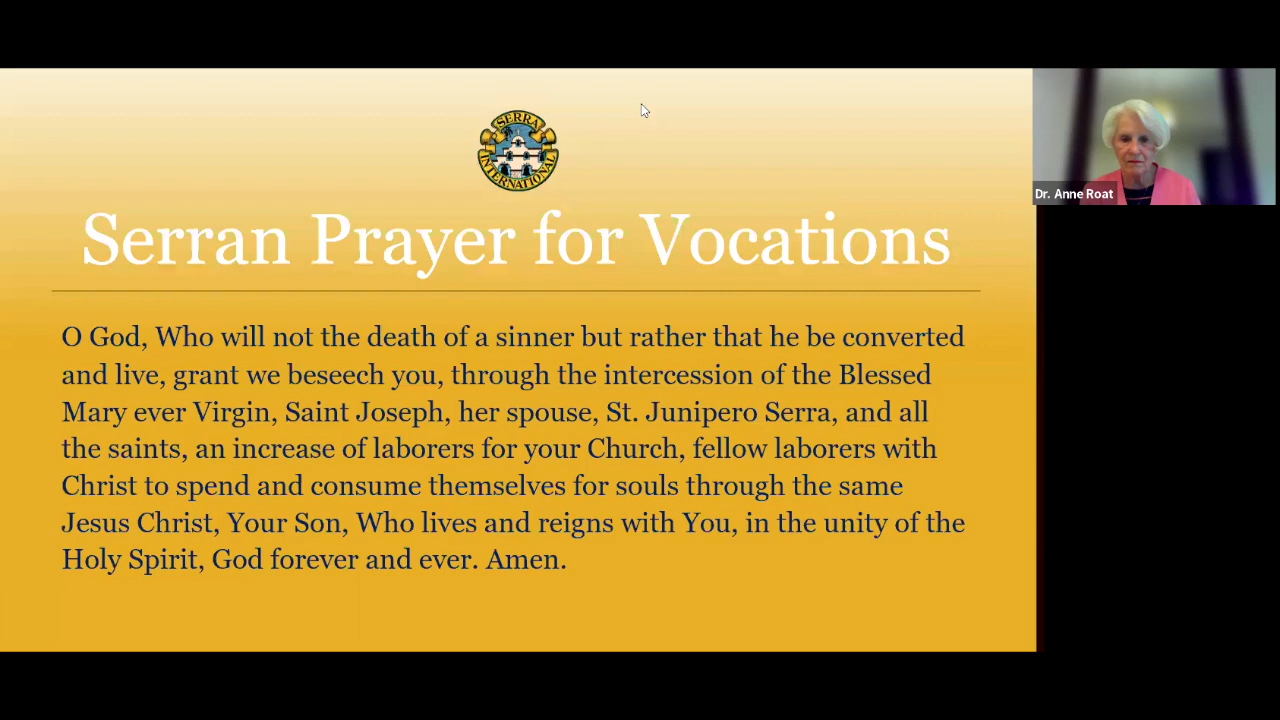 SERRA
INTERNATIONAL
Serran Prayer for Vocations
O God, Who will not the death of a sinner but rather that he be converted
and live, grant we beseech you, through the intercession of the Blessed
Mary ever Virgin, Saint Joseph, her spouse, St. Junipero Serra, and all
the saints, an increase of laborers for your Church, fellow laborers with
Christ to spend and consume themselves for souls through the same
Jesus Christ, Your Son, Who lives and reigns with You, in the unity of the
Holy Spirit, God forever and ever. Amen.
Dr. Anne Roat